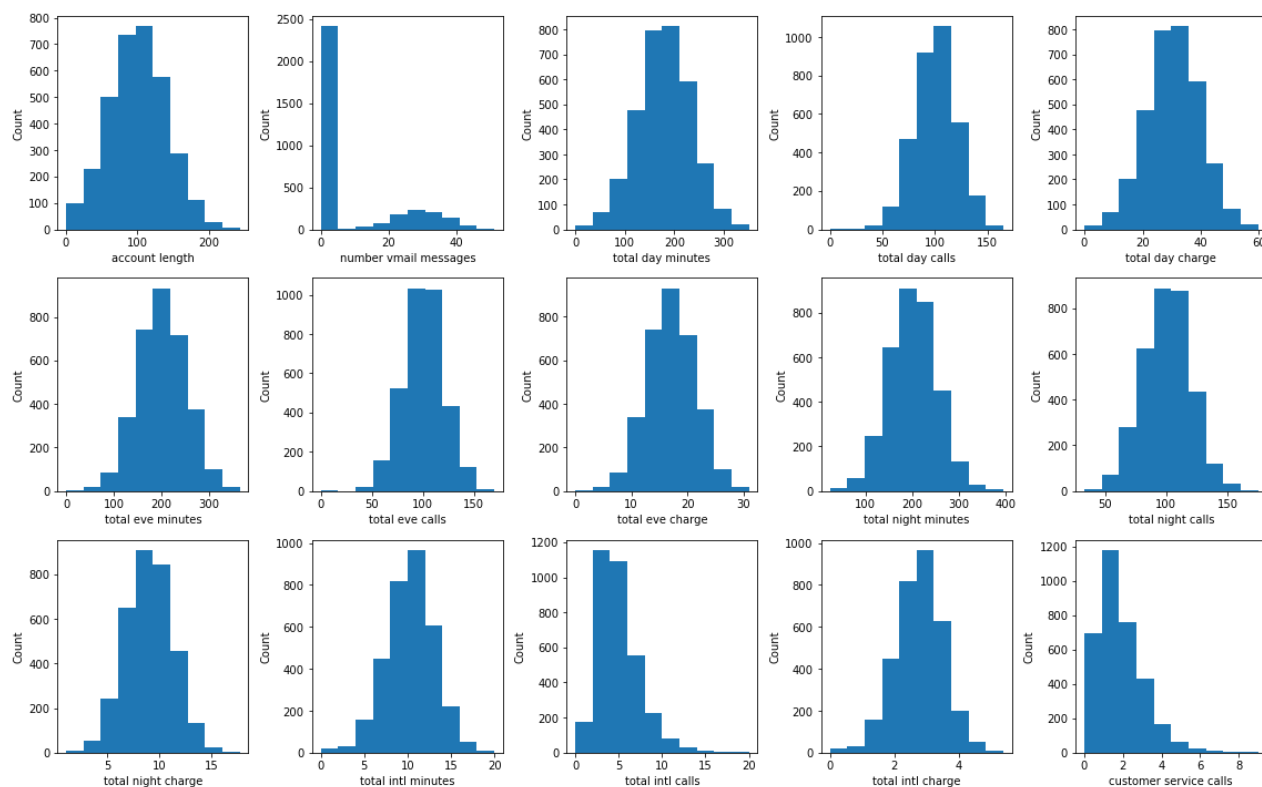 800
700
600
500
400
300
200
100
0
Count
0 100 200
account length
2500
2000
1500
1000
500
0
Count
0 20 40
number vmail messages
800
700
600
500
400
300
200
100
0
Count
0 100 200 300
total day minutes
1000
800
600
400
200
0
Count
0 50 100 150
total day calls
800
700
600
500
400
300
200
100
0
Count
0 20 40 60
total day charge
800
600
400
200
0
Count
0 100 200 300
total eve minutes
1000
800
600
400
200
0
Count
0 50 100 150
total eve calls
800
600
400
200
0
Count
0 10 20 30
total eve charge
800
600
400
200
0
Count
100 200 300 400
total night minutes
800
600
400
200
0
Count
50 100 150
total night calls
800
600
400
200
0
Count
5 10 15
total night charge
1000
800
600
400
200
0
Count
0 5 10 15 20
total intl minutes
1200
1000
800
600
400
200
0
Count
0 5 10 15 20
total intl calls
1000
800
600
400
200
0
Count
0 2 4
total intl charge
1200
1000
800
600
400
200
0
Count
0 2 4 6 8
customer service calls